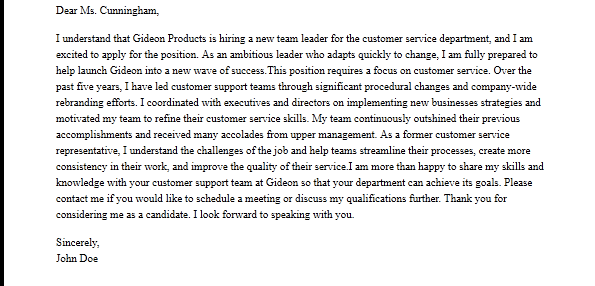 Dear Ms. Cunningham,
I understand that Gideon Products is hiring a new team leader for the customer service department, and I am
excited to apply for the position. As an ambitious leader who adapts quickly to change, I am fully prepared to
help launch Gideon into a new wave of success.This position requires a focus on customer service. Over the
past five years, I have led customer support teams through significant procedural changes and company-wide
rebranding efforts. I coordinated with executives and directors on implementing new businesses strategies and
motivated my team to refine their customer service skills. My team continuously outshined their previous
accomplishments and received many accolades from upper management. As a former customer service
representative, I understand the challenges of the job and help teams streamline their processes, create more
consistency in their work, and improve the quality of their service.I am more than happy to share my skills and
knowledge with your customer support team at Gideon so that your department can achieve its goals. Please
contact me if you would like to schedule a meeting or discuss my qualifications further. Thank you for
considering me as a candidate. I look forward to speaking with you.
Sincerely,
John Doe